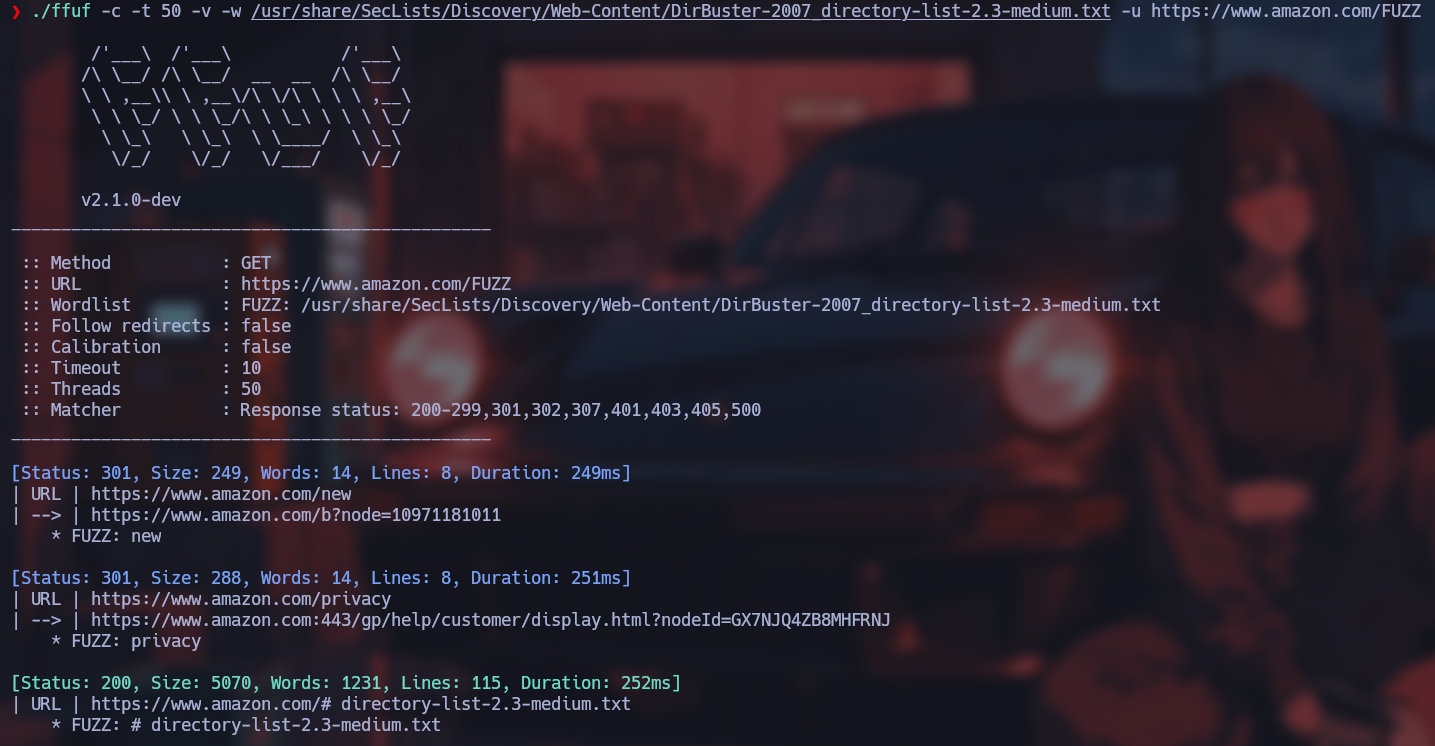 ❯ ./ffuf -c -t 50 -v -w /usr/share/SecLists/Discovery/Web-Content/DirBuster-2007_directory-list-2.3-medium.txt -u https://www.amazon.com/FUZZ
        /'___\  /'___\           /'___\
       /\ \__/ /\ \__/  __  __  /\ \__/
       \ \ ,__\\ \ ,__\/\ \/\ \ \ \ ,__\
        \ \ \_/ \ \ \_/\ \ \_\ \ \ \ \_/
         \ \_\   \ \_\  \ \____/  \ \_\
          \/_/    \/_/   \/___/    \/_/
       v2.1.0-dev
________________________________________________
 :: Method           : GET
 :: URL              : https://www.amazon.com/FUZZ
 :: Wordlist         : FUZZ: /usr/share/SecLists/Discovery/Web-Content/DirBuster-2007_directory-list-2.3-medium.txt
 :: Follow redirects : false
 :: Calibration      : false
 :: Timeout          : 10
 :: Threads          : 50
 :: Matcher          : Response status: 200-299,301,302,307,401,403,405,500
________________________________________________
[Status: 301, Size: 249, Words: 14, Lines: 8, Duration: 249ms]
| URL | https://www.amazon.com/new
| --> | https://www.amazon.com/b?node=10971181011
    * FUZZ: new
[Status: 301, Size: 288, Words: 14, Lines: 8, Duration: 251ms]
| URL | https://www.amazon.com/privacy
| --> | https://www.amazon.com:443/gp/help/customer/display.html?nodeId=GX7NJQ4ZB8MHFRNJ
    * FUZZ: privacy
[Status: 200, Size: 5070, Words: 1231, Lines: 115, Duration: 252ms]
| URL | https://www.amazon.com/# directory-list-2.3-medium.txt
    * FUZZ: # directory-list-2.3-medium.txt